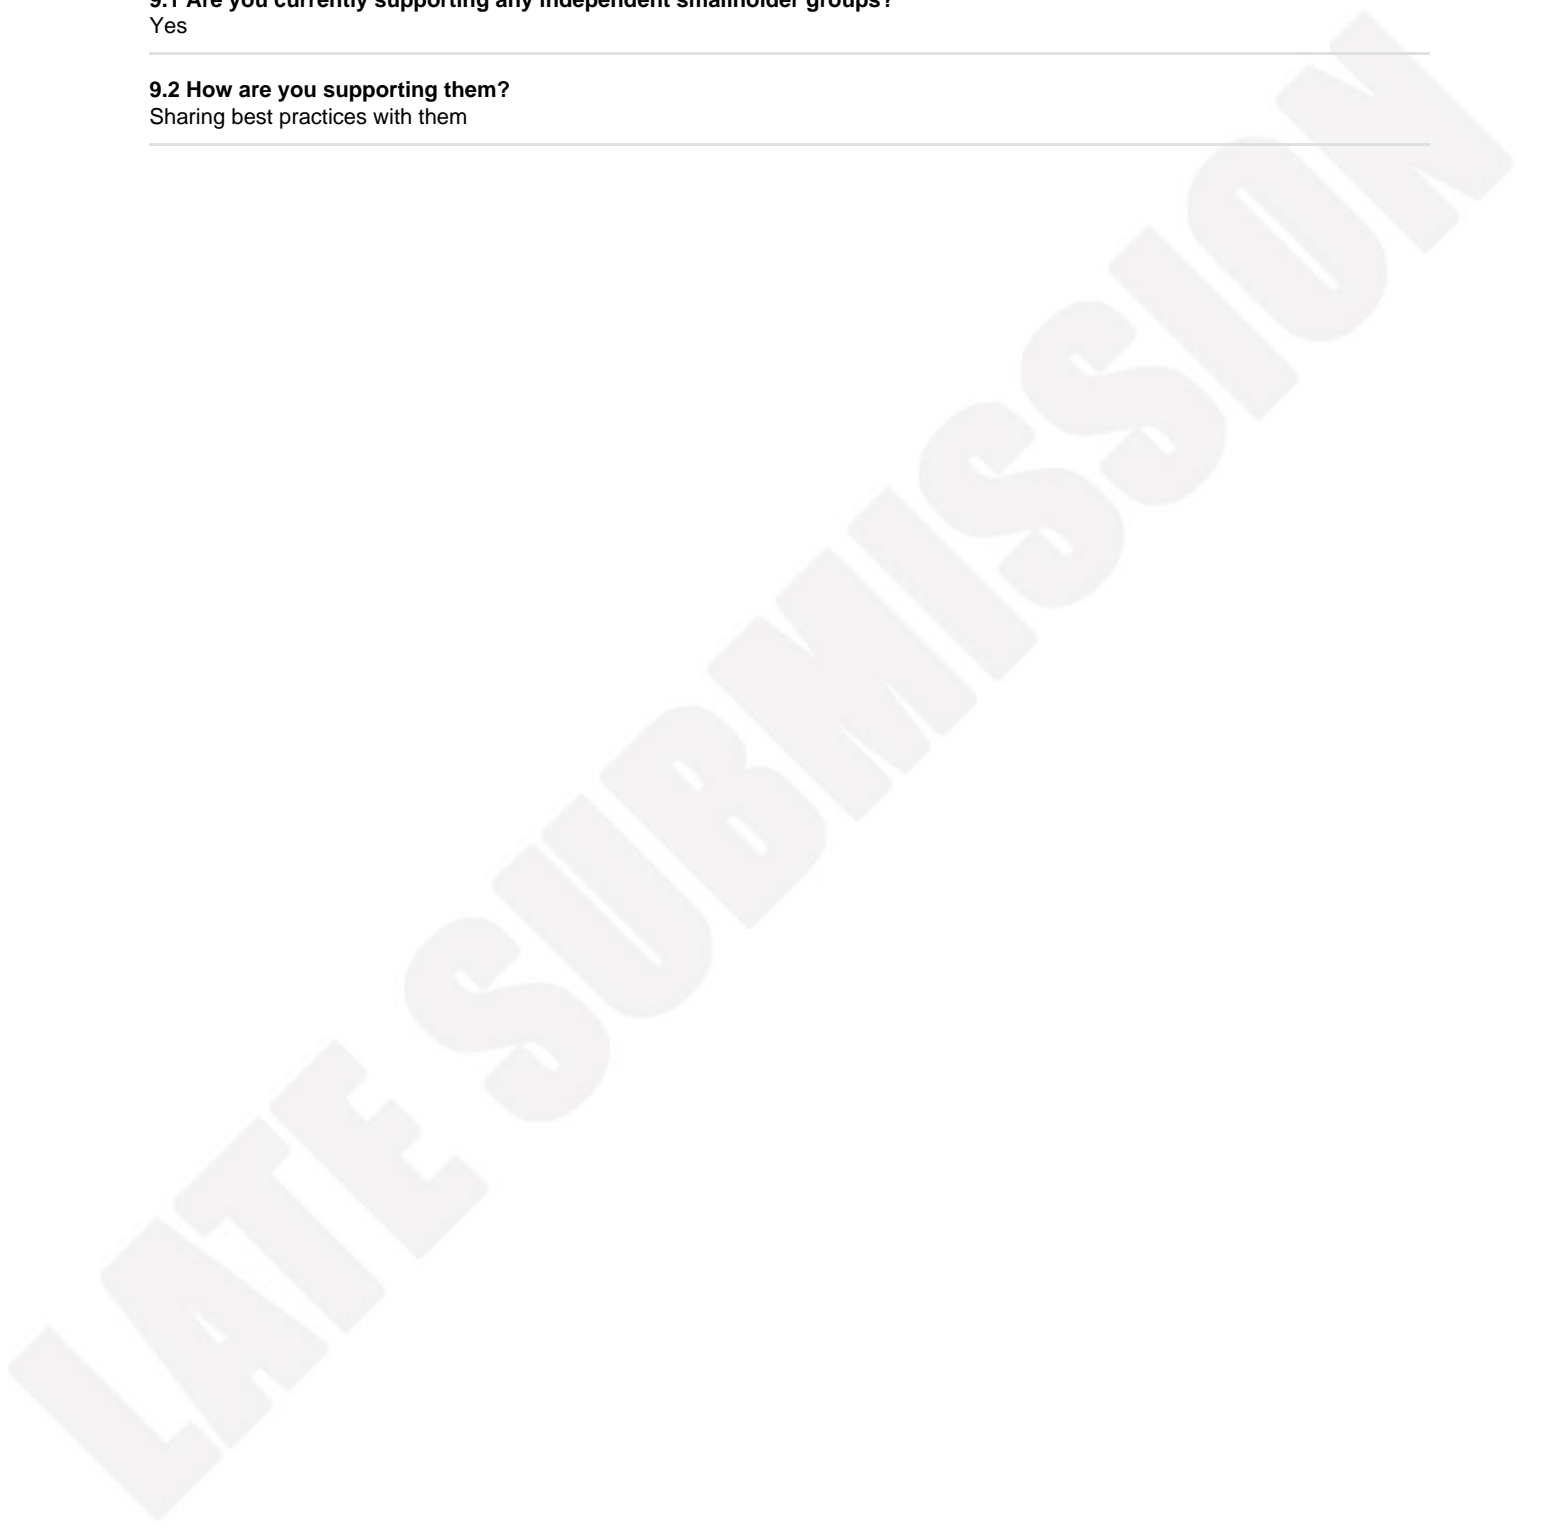 9.1 Are you currently supporting any independent smallholder groups?
Yes
9.2 How are you supporting them?
Sharing best practices with them
LATE SUBMISSION